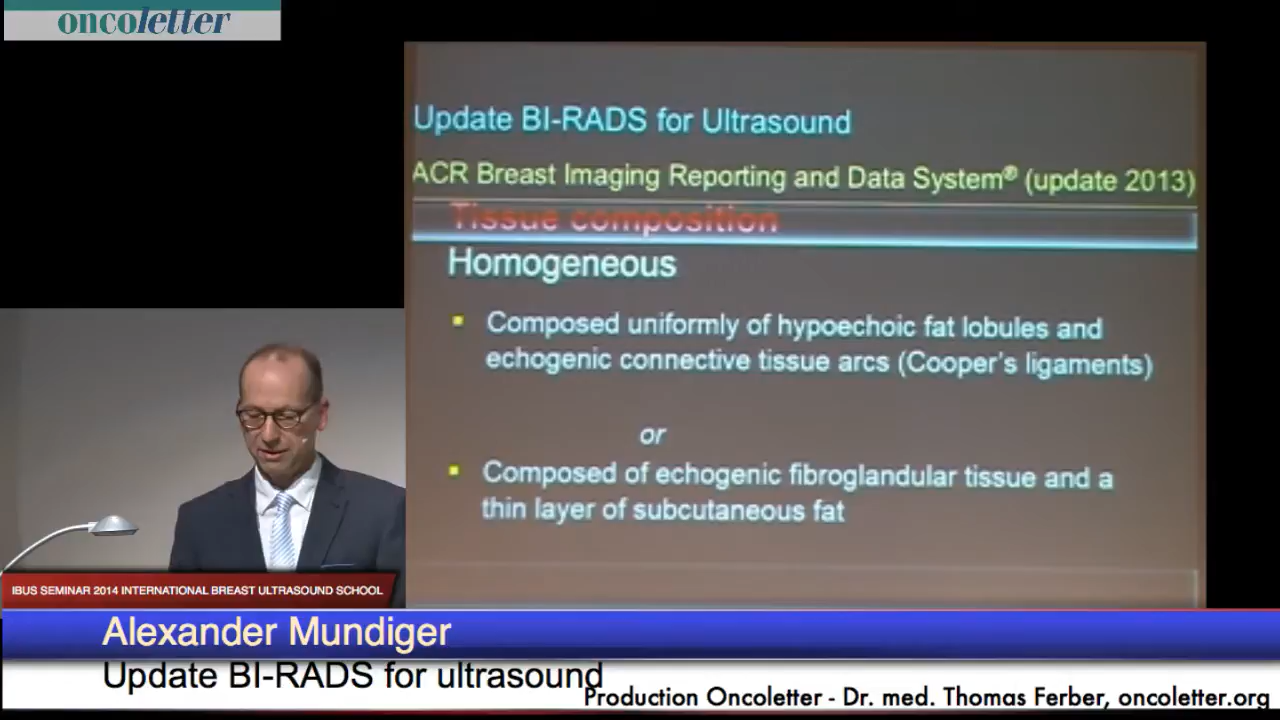 oncoletter
Update BI-RADS for Ultrasound
ACR Breast Imaging Reporting and Data System® (update 2013)
Tissue composition
Homogeneous
Composed uniformly of hypoechoic fat lobules and
echogenic connective tissue arcs (Cooper's ligaments)
or
Composed of echogenic fibroglandular tissue and a
thin layer of subcutaneous fat
IBUS SEMINAR 2014 INTERNATIONAL BREAST ULTRASOUND SCHOOL
Alexander Mundiger
Update BI-RADS for ultrasound
Production Oncoletter - Dr. med. Thomas Ferber, oncoletter.org